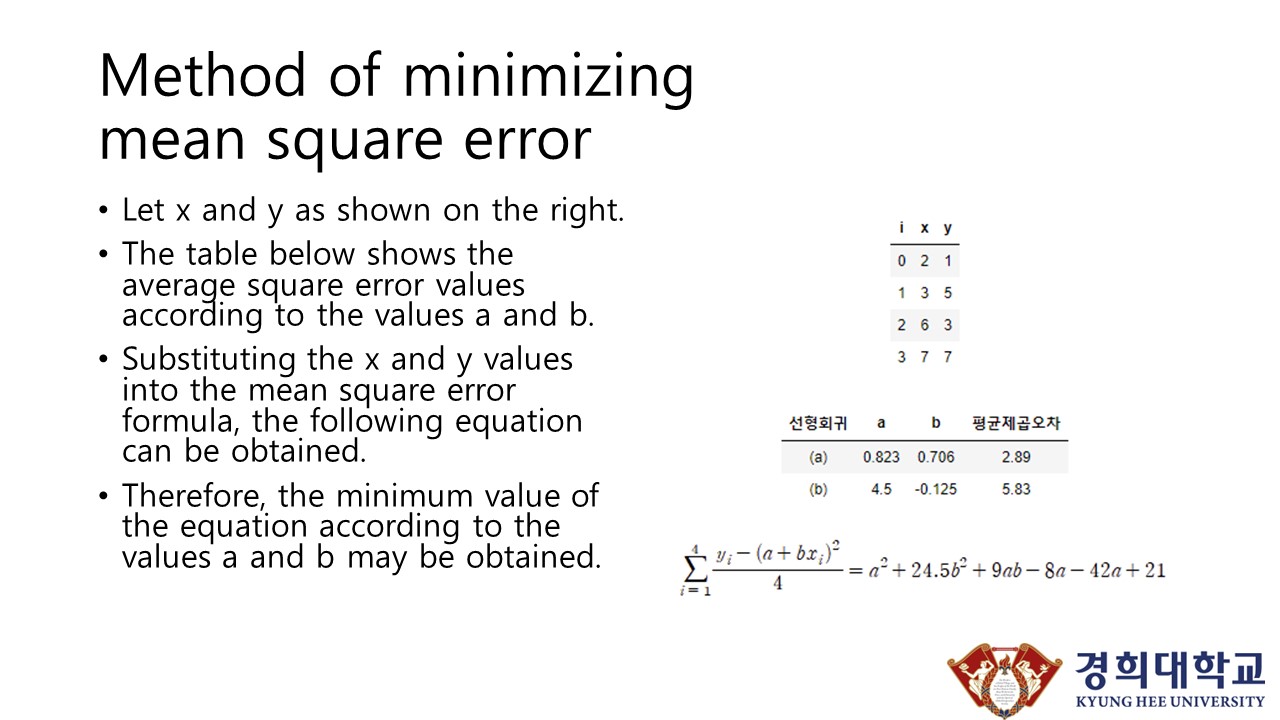 Method of minimizing
mean square error
• Let x and y as shown on the right.
• The table below shows the
average square error values
according to the values a and b.
• Substituting the x and y values
into the mean square error
formula, the following equation
can be obtained.
• Therefore, the minimum value of
the equation according to the
values a and b may be obtained.
i x y
0 2 1
1 3 5
2 6 3
3 7 7
선형회귀 a b 평균제곱오차
(a) 0.823 0.706 2.89
(b) 4.5 -0.125 5.83
4
∑ y_i − (a + bx_i)^2 / 4 = a^2 + 24.5b^2 + 9ab − 8a − 42a + 21
i = 1
경희대학교
KYUNG HEE UNIVERSITY